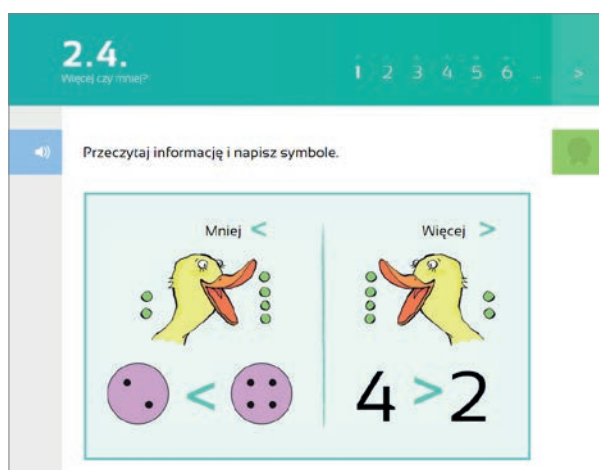 2.4.
Więcej czy mniej?
1 2 3 4 5 6 ... >
Przeczytaj informację i napisz symbole.
Mniej <
Więcej >
<
4 > 2